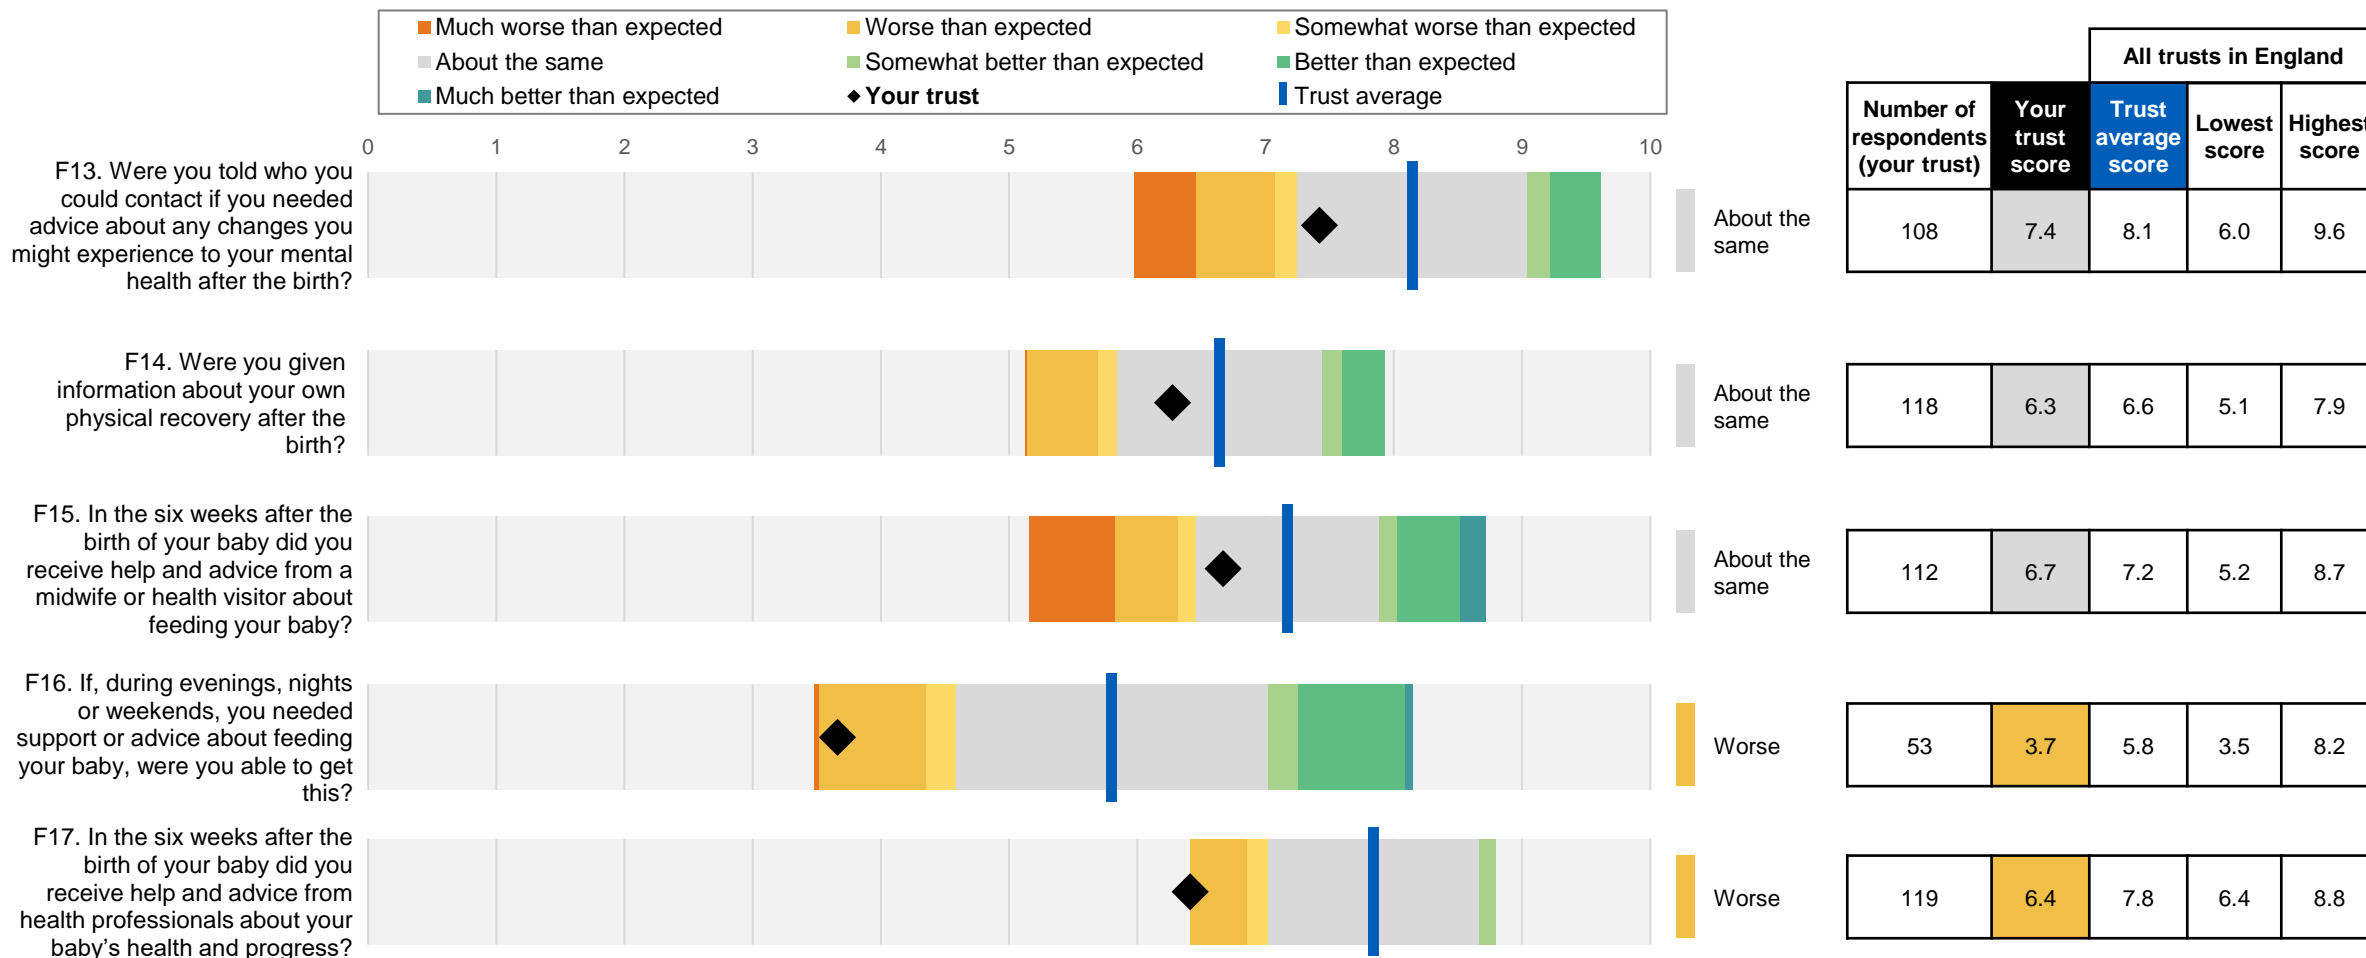 Much worse than expected
Worse than expected
Somewhat worse than expected
About the same
Somewhat better than expected
Better than expected
Much better than expected
Your trust
Trust average
All trusts in England
Number of
respondents
(your trust)
Your
trust
score
Trust
average
score
Lowest
score
Highest
score
0 1 2 3 4 5 6 7 8 9 10
F13. Were you told who you
could contact if you needed
advice about any changes you
might experience to your mental
health after the birth?
About the
same
108 7.4 8.1 6.0 9.6
F14. Were you given
information about your own
physical recovery after the
birth?
About the
same
118 6.3 6.6 5.1 7.9
F15. In the six weeks after the
birth of your baby did you
receive help and advice from a
midwife or health visitor about
feeding your baby?
About the
same
112 6.7 7.2 5.2 8.7
F16. If, during evenings, nights
or weekends, you needed
support or advice about feeding
your baby, were you able to get
this?
Worse
53 3.7 5.8 3.5 8.2
F17. In the six weeks after the
birth of your baby did you
receive help and advice from
health professionals about your
baby’s health and progress?
Worse
119 6.4 7.8 6.4 8.8